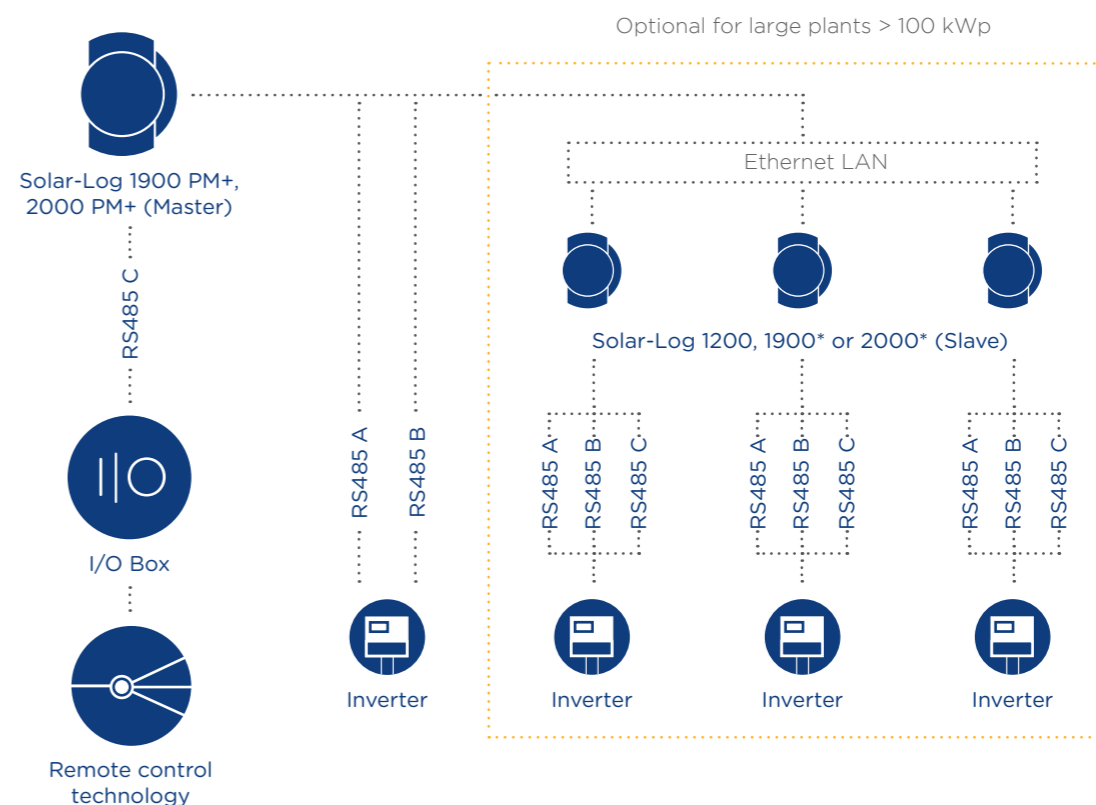 Optional for large plants > 100 kWp
Ethernet LAN
Solar-Log 1900 PM+,
2000 PM+ (Master)
RS485 C
Solar-Log 1200, 1900* or 2000* (Slave)
RS485 A
RS485 B
RS485 A
RS485 B
RS485 C
RS485 A
RS485 B
RS485 C
RS485 A
RS485 B
RS485 C
I/O
I/O Box
Inverter
Inverter
Inverter
Inverter
Remote control
technology